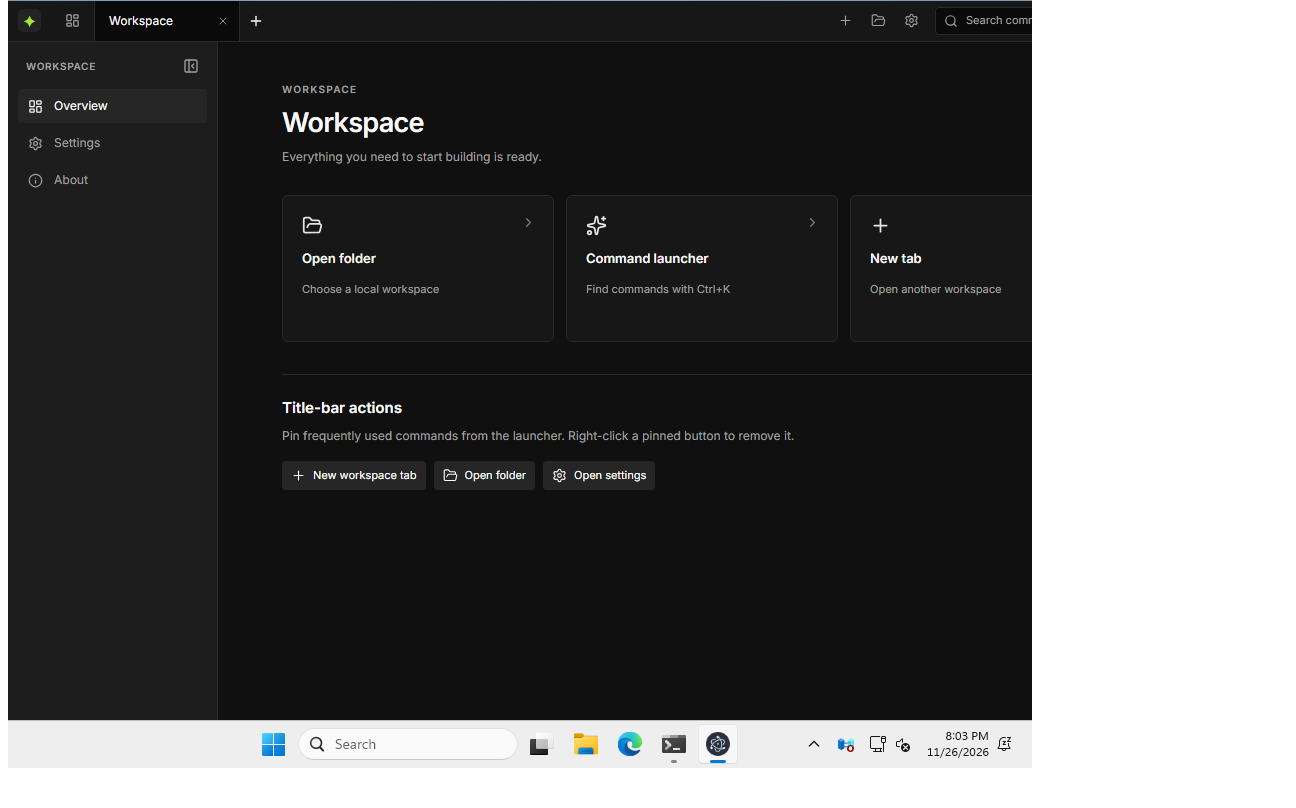 Workspace
Search comm
WORKSPACE
Overview
Settings
About
WORKSPACE
Workspace
Everything you need to start building is ready.
Open folder
Choose a local workspace
Command launcher
Find commands with Ctrl+K
New tab
Open another workspace
Title-bar actions
Pin frequently used commands from the launcher. Right-click a pinned button to remove it.
New workspace tab
Open folder
Open settings
Search
8:03 PM
11/26/2026